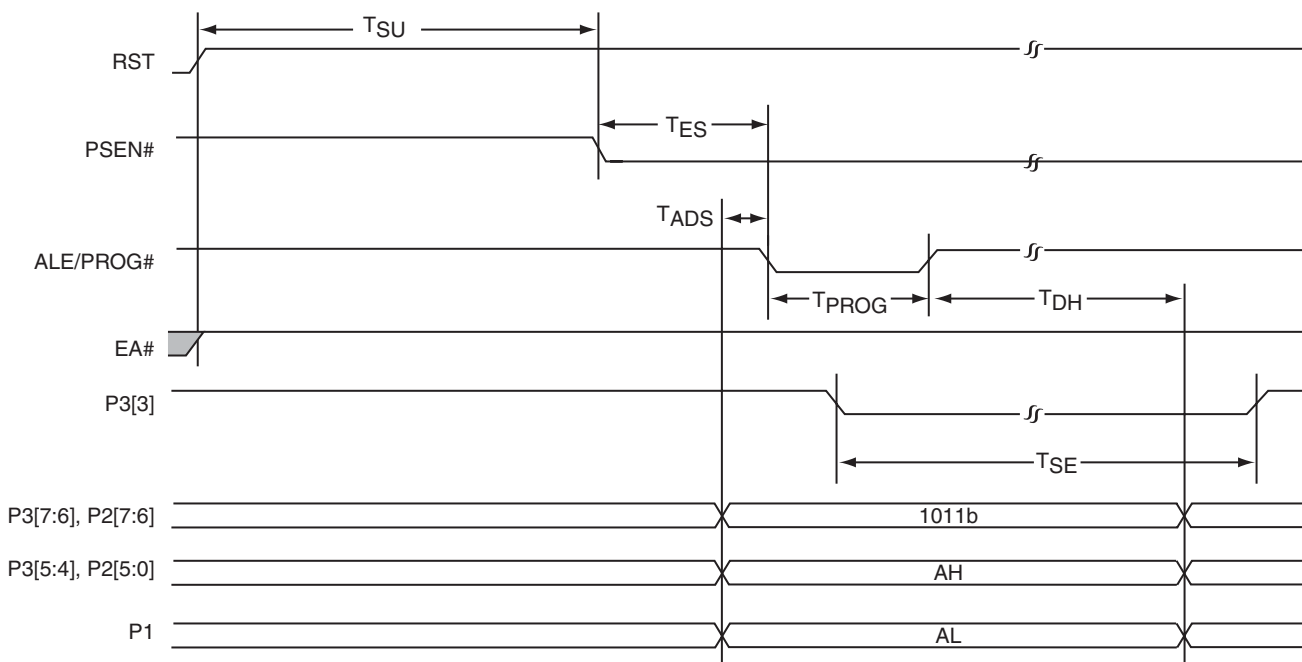 TSU
RST
TES
PSEN#
TADS
ALE/PROG#
TPROG
TDH
EA#
P3[3]
TSE
P3[7:6], P2[7:6]
1011b
P3[5:4], P2[5:0]
AH
P1
AL